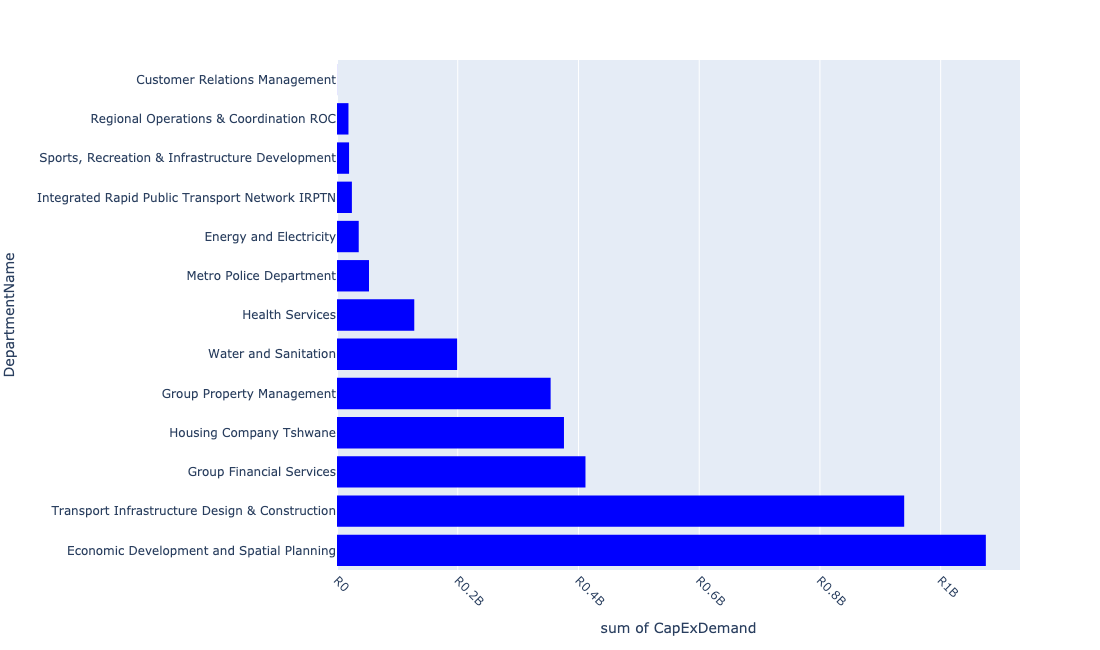 Customer Relations Management
Regional Operations & Coordination ROC
Sports, Recreation & Infrastructure Development
Integrated Rapid Public Transport Network IRPTN
Energy and Electricity
Metro Police Department
Health Services
Water and Sanitation
Group Property Management
Housing Company Tshwane
Group Financial Services
Transport Infrastructure Design & Construction
Economic Development and Spatial Planning
DepartmentName
R0
R0.2B
R0.4B
R0.6B
R0.8B
R1B
sum of CapExDemand